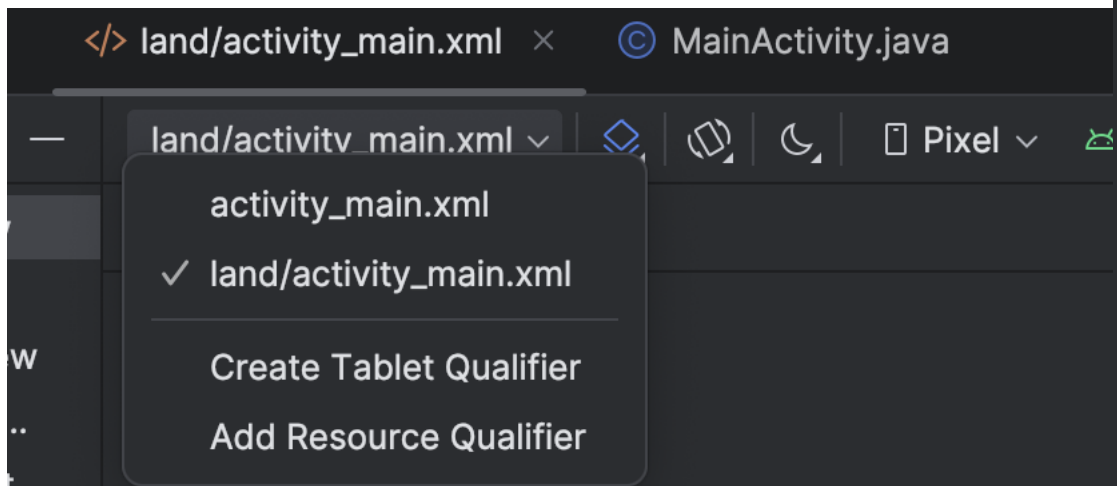 </> land/activity_main.xml × © MainActivity.java
land/activity_main.xml Pixel
activity_main.xml
✓ land/activity_main.xml
Create Tablet Qualifier
Add Resource Qualifier
ew
..